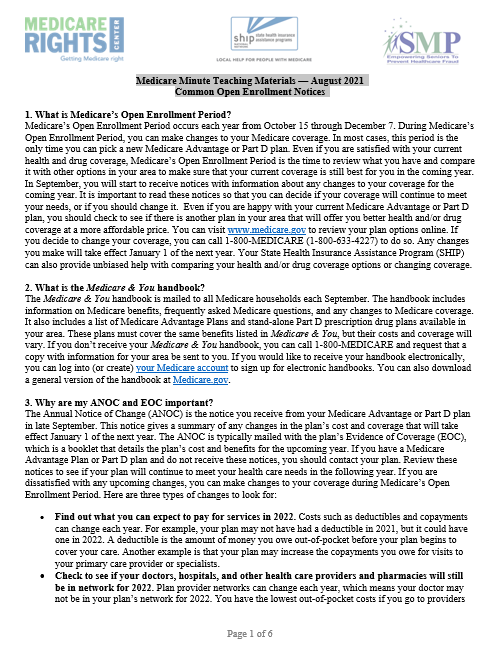 MEDICARE
RIGHTS
CENTER
Getting Medicare right
ship state health insurance assistance programs
LOCAL HELP FOR PEOPLE WITH MEDICARE
SMP
Empowering Seniors
To Prevent Healthcare Fraud
Medicare Minute Teaching Materials — August 2021
Common Open Enrollment Notices
1. What is Medicare's Open Enrollment Period?
Medicare's Open Enrollment Period occurs each year from October 15 through December 7. During Medicare's
Open Enrollment Period, you can make changes to your Medicare coverage. In most cases, this period is the
only time you can pick a new Medicare Advantage or Part D plan. Even if you are satisfied with your current
health and drug coverage, Medicare's Open Enrollment Period is the time to review what you have and compare
it with other options in your area to make sure that your current coverage is still best for you in the coming year.
In September, you will start to receive notices with information about any changes to your coverage for the
coming year. It is important to read these notices so that you can decide if your coverage will continue to meet
your needs, or if you should change it.  Even if you are happy with your current Medicare Advantage or Part D
plan, you should check to see if there is another plan in your area that will offer you better health and/or drug
coverage at a more affordable price. You can visit www.medicare.gov to review your plan options online. If
you decide to change your coverage, you can call 1-800-MEDICARE (1-800-633-4227) to do so. Any changes
you make will take effect January 1 of the next year. Your State Health Insurance Assistance Program (SHIP)
can also provide unbiased help with comparing your health and/or drug coverage options or changing coverage.
2. What is the Medicare & You handbook?
The Medicare & You handbook is mailed to all Medicare households each September. The handbook includes
information on Medicare benefits, frequently asked Medicare questions, and any changes to Medicare coverage.
It also includes a list of Medicare Advantage Plans and stand-alone Part D prescription drug plans available in
your area. These plans must cover the same benefits listed in Medicare & You, but their costs and coverage will
vary. If you don't receive your Medicare & You handbook, you can call 1-800-MEDICARE and request that a
copy with information for your area be sent to you. If you would like to receive your handbook electronically,
you can log into (or create) your Medicare account to sign up for electronic handbooks. You can also download
a general version of the handbook at Medicare.gov.
3. Why are my ANOC and EOC important?
The Annual Notice of Change (ANOC) is the notice you receive from your Medicare Advantage or Part D plan
in late September. This notice gives a summary of any changes in the plan's cost and coverage that will take
effect January 1 of the next year. The ANOC is typically mailed with the plan's Evidence of Coverage (EOC),
which is a booklet that details the plan's cost and benefits for the upcoming year. If you have a Medicare
Advantage Plan or Part D and do not receive these notices, you should contact your plan. Review these
notices to see if your plan will continue to meet your health care needs in the following year. If you are
dissatisfied with any upcoming changes, you can make changes to your coverage during Medicare's Open
Enrollment Period. Here are three types of changes to look for:
• Find out what you can expect to pay for services in 2022. Costs such as deductibles and copayments
can change each year. For example, your plan may not have had a deductible in 2021, but it could have
one in 2022. A deductible is the amount of money you owe out-of-pocket before your plan begins to
cover your care. Another example is that your plan may increase the copayments you owe for visits to
your primary care provider or specialists.
• Check to see if your doctors, hospitals, and other health care providers and pharmacies will still
be in network for 2022. Plan provider networks can change each year, which means your doctor may
not be in your plan's network for 2022. You have the lowest out-of-pocket costs if you go to providers
Page 1 of 6